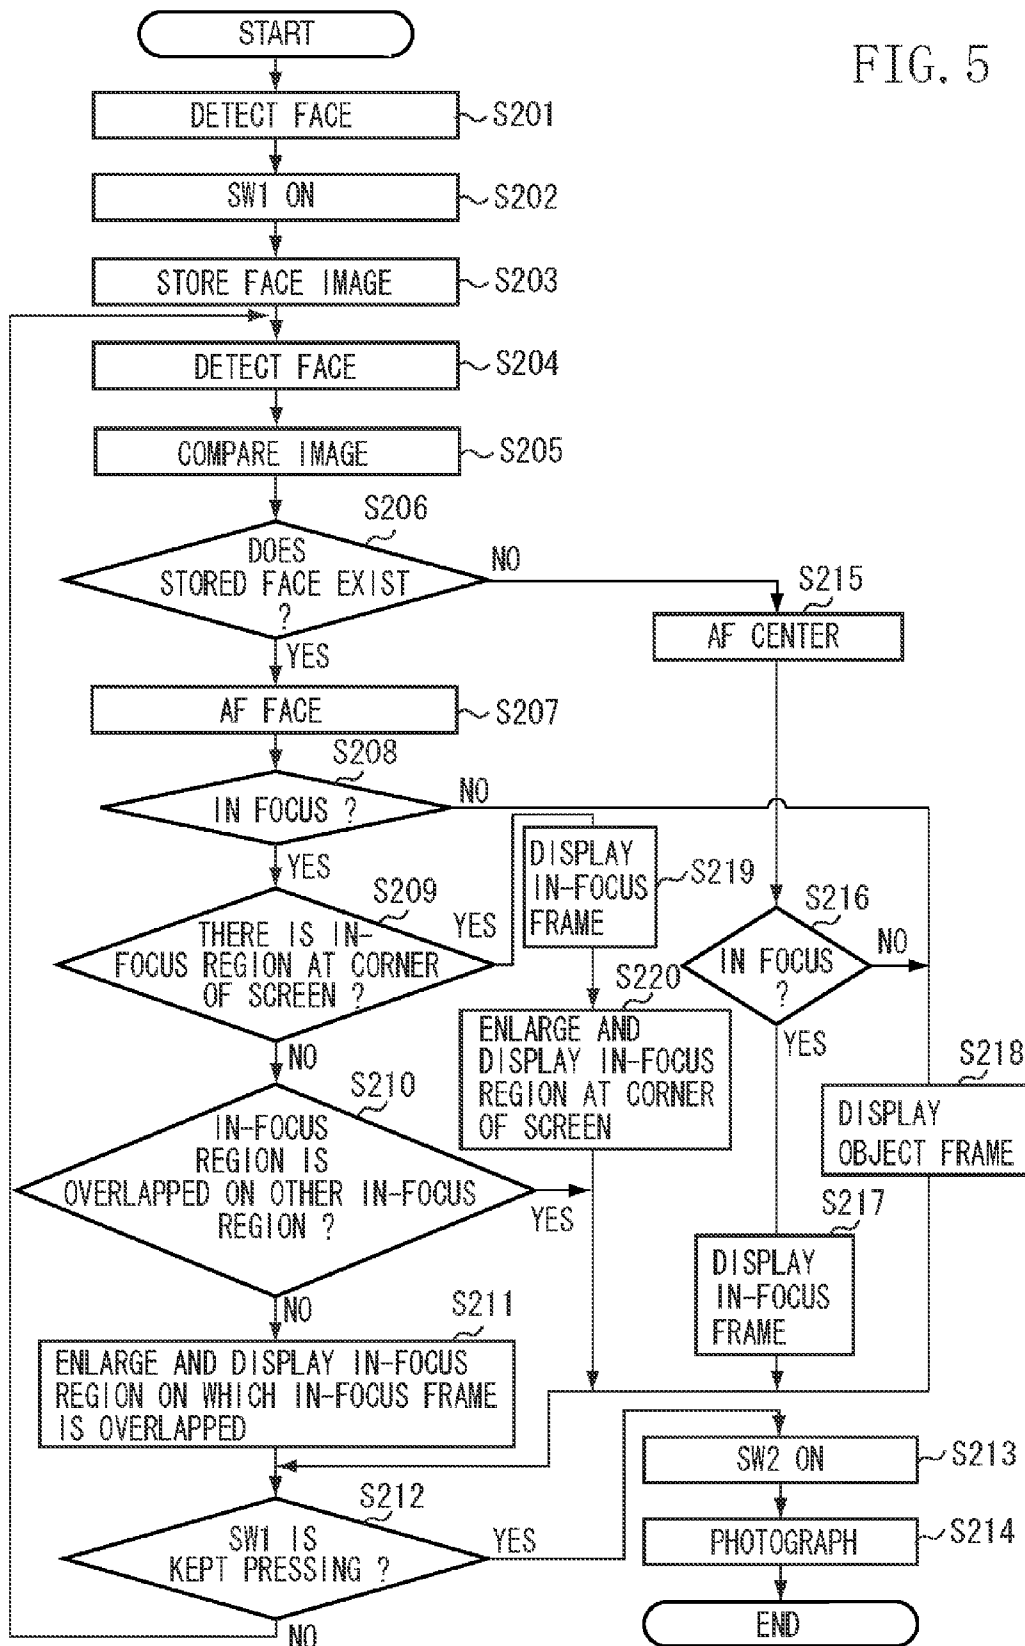 FIG. 5
START
DETECT FACE
S201
SW1 ON
S202
STORE FACE IMAGE
S203
DETECT FACE
S204
COMPARE IMAGE
S205
S206
DOES
STORED FACE EXIST
?
NO
YES
S215
AF CENTER
AF FACE
S207
S208
IN FOCUS ?
NO
YES
S209
THERE IS IN-
FOCUS REGION AT CORNER
OF SCREEN ?
YES
NO
DISPLAY
IN-FOCUS
FRAME
S219
S216
IN FOCUS
?
NO
YES
S220
ENLARGE AND
DISPLAY IN-FOCUS
REGION AT CORNER
OF SCREEN
S218
DISPLAY
OBJECT FRAME
S210
IN-FOCUS
REGION IS
OVERLAPPED ON OTHER IN-FOCUS
REGION ?
YES
NO
S217
DISPLAY
IN-FOCUS
FRAME
S211
ENLARGE AND DISPLAY IN-FOCUS
REGION ON WHICH IN-FOCUS FRAME
IS OVERLAPPED
S212
SW1 IS
KEPT PRESSING ?
YES
NO
SW2 ON
S213
PHOTOGRAPH
S214
END